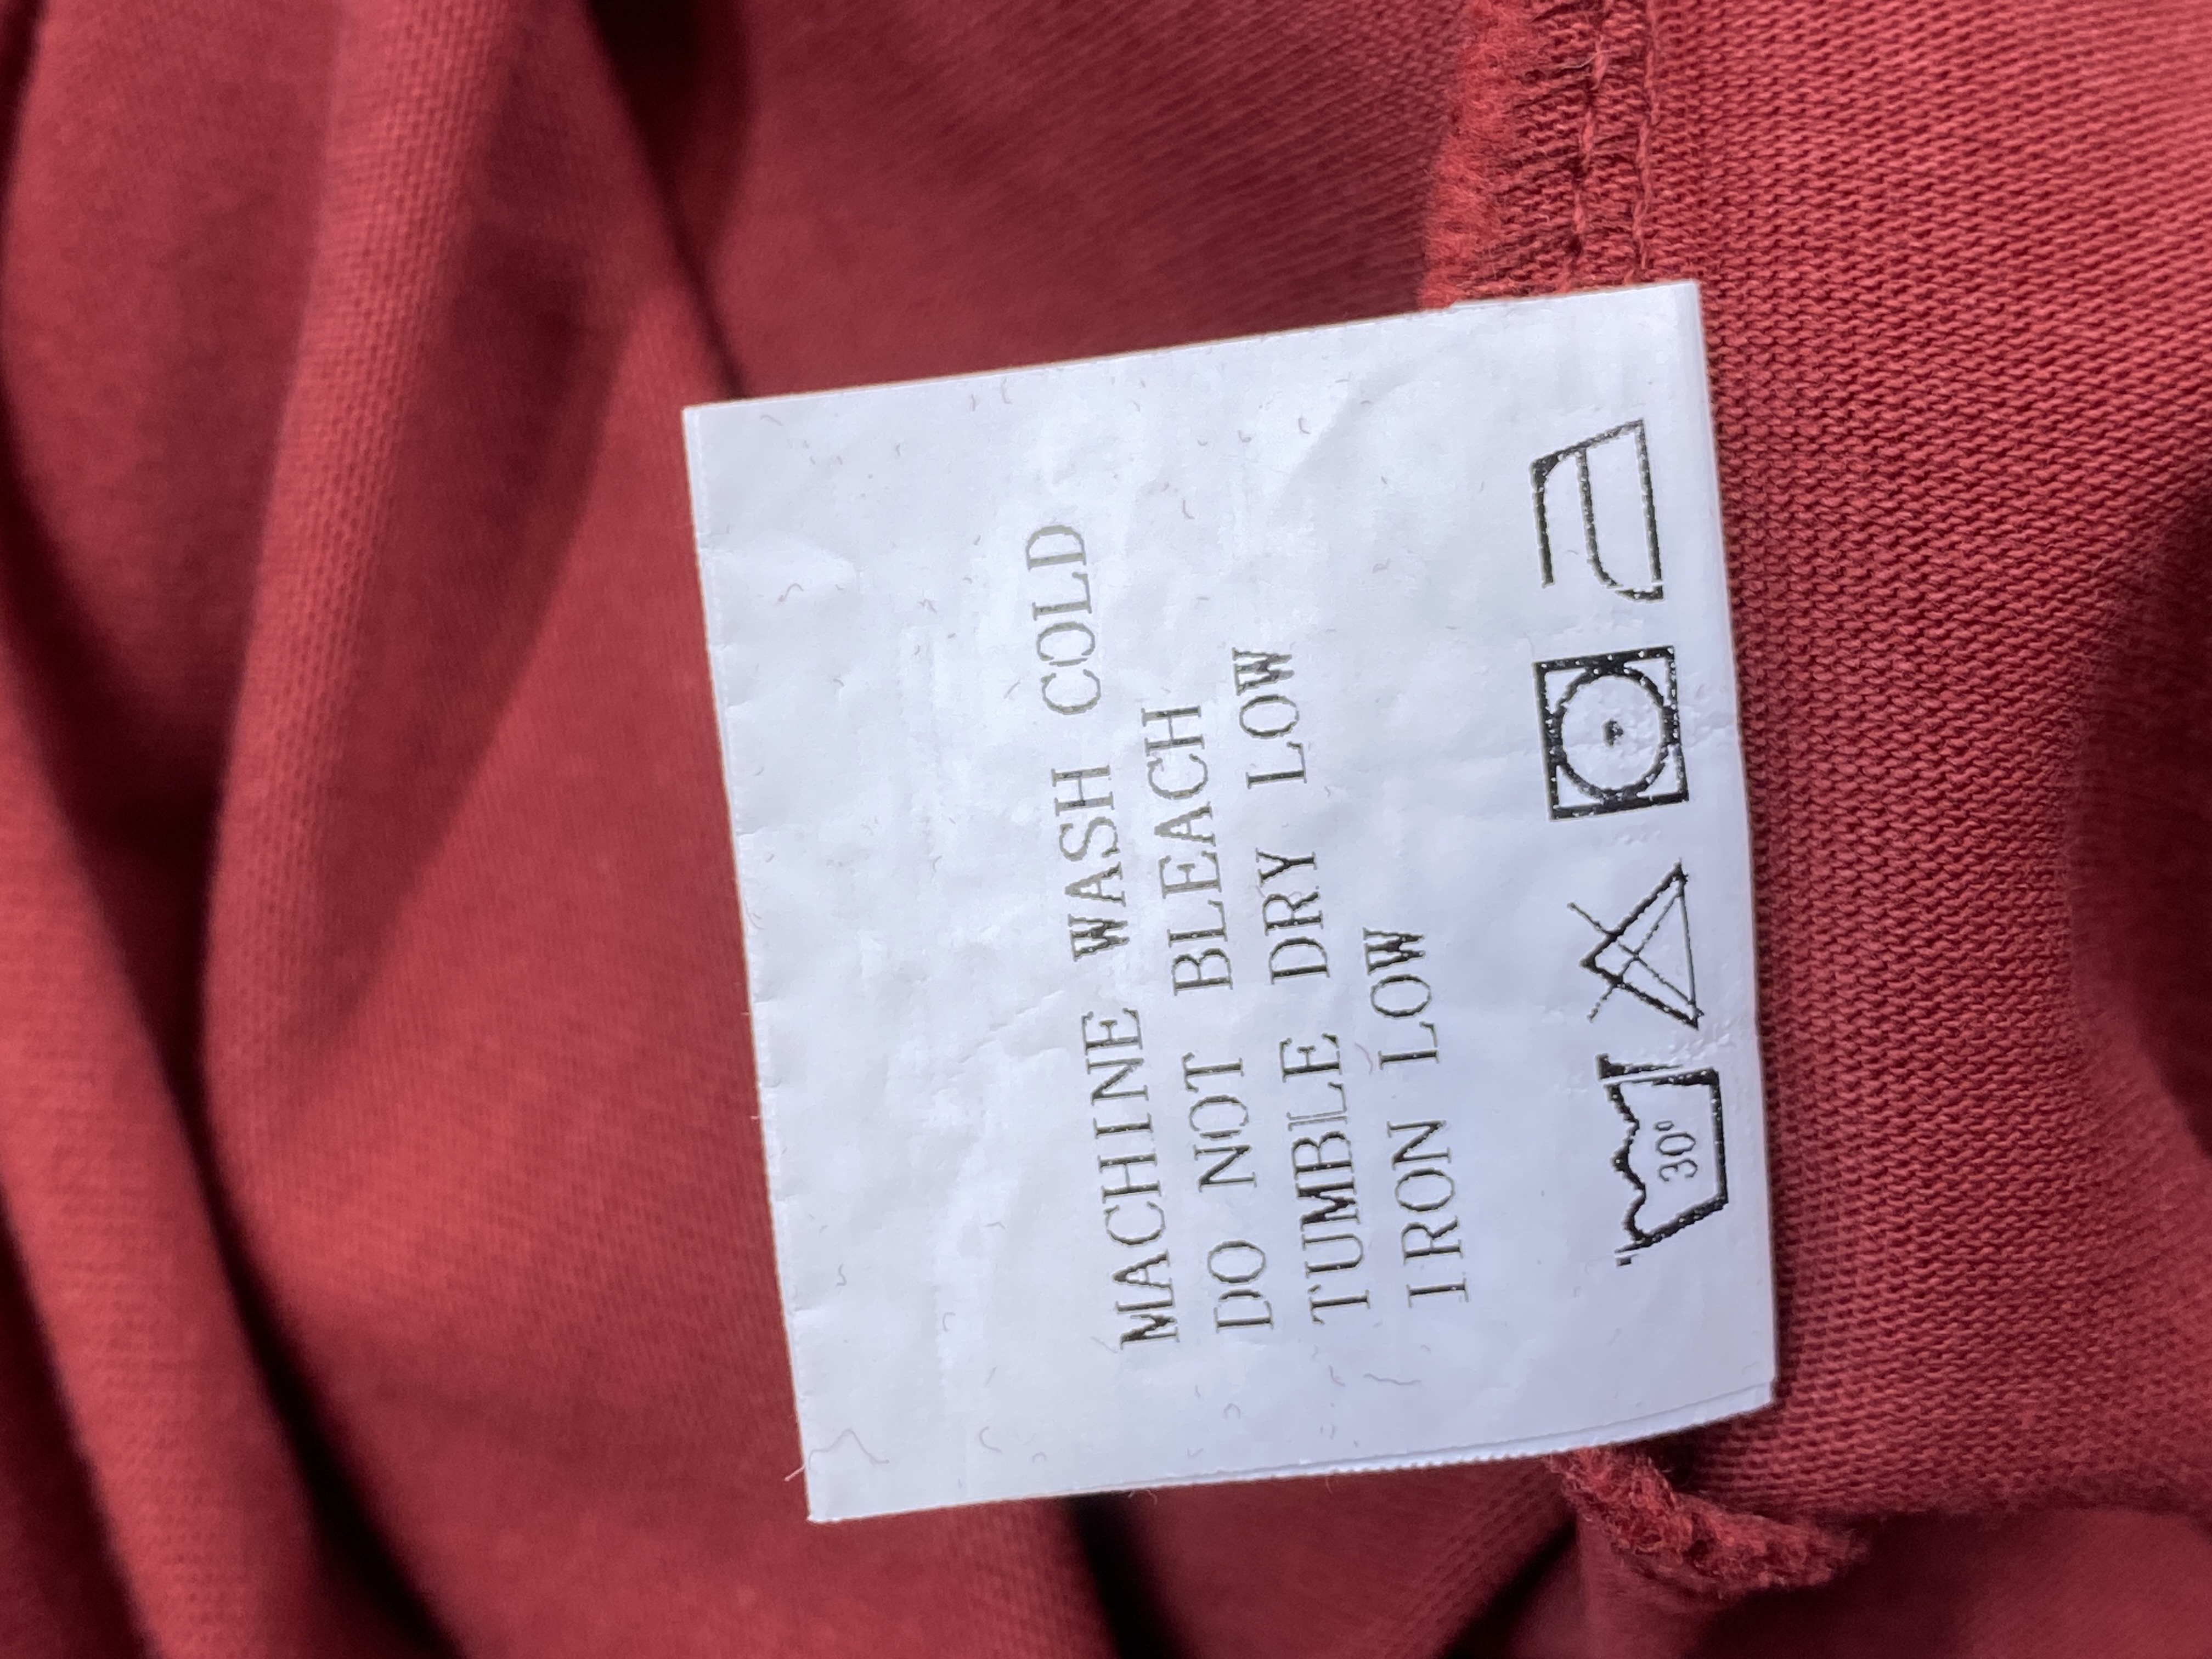 MACHINE WASH COLD
DO NOT BLEACH
TUMBLE DRY LOW
IRON LOW
30°